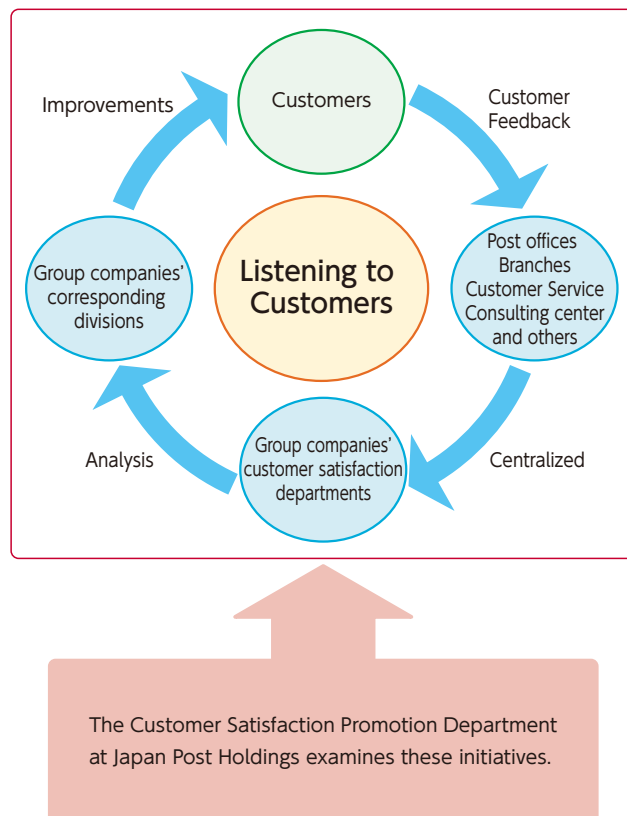 Customers
Customer
Feedback
Post offices
Branches
Customer Service
Consulting center
and others
Centralized
Group companies’
customer satisfaction
departments
Analysis
Group companies’
corresponding
divisions
Improvements
Listening to
Customers
The Customer Satisfaction Promotion Department
at Japan Post Holdings examines these initiatives.